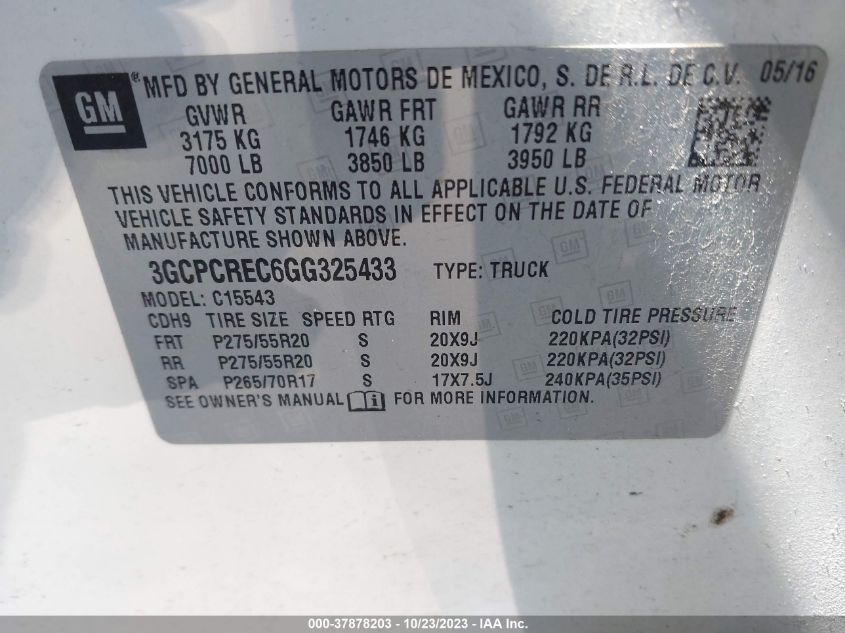 GM ® MFD BY GENERAL MOTORS DE MEXICO, S. DE R.L. DE C.V. 05/16
GVWR GAWR FRT GAWR RR
3175 KG 1746 KG 1792 KG
7000 LB 3850 LB 3950 LB
THIS VEHICLE CONFORMS TO ALL APPLICABLE U.S. FEDERAL MOTOR
VEHICLE SAFETY STANDARDS IN EFFECT ON THE DATE OF
MANUFACTURE SHOWN ABOVE.
3GCPCREC6GG325433 TYPE: TRUCK
MODEL: C15543
CDH9 TIRE SIZE SPEED RTG RIM COLD TIRE PRESSURE
FRT P275/55R20 S 20X9J 220KPA(32PSI)
RR P275/55R20 S 20X9J 220KPA(32PSI)
SPA P265/70R17 S 17X7.5J 240KPA(35PSI)
SEE OWNER'S MANUAL FOR MORE INFORMATION.
000-37878203 - 10/23/2023 - IAA Inc.